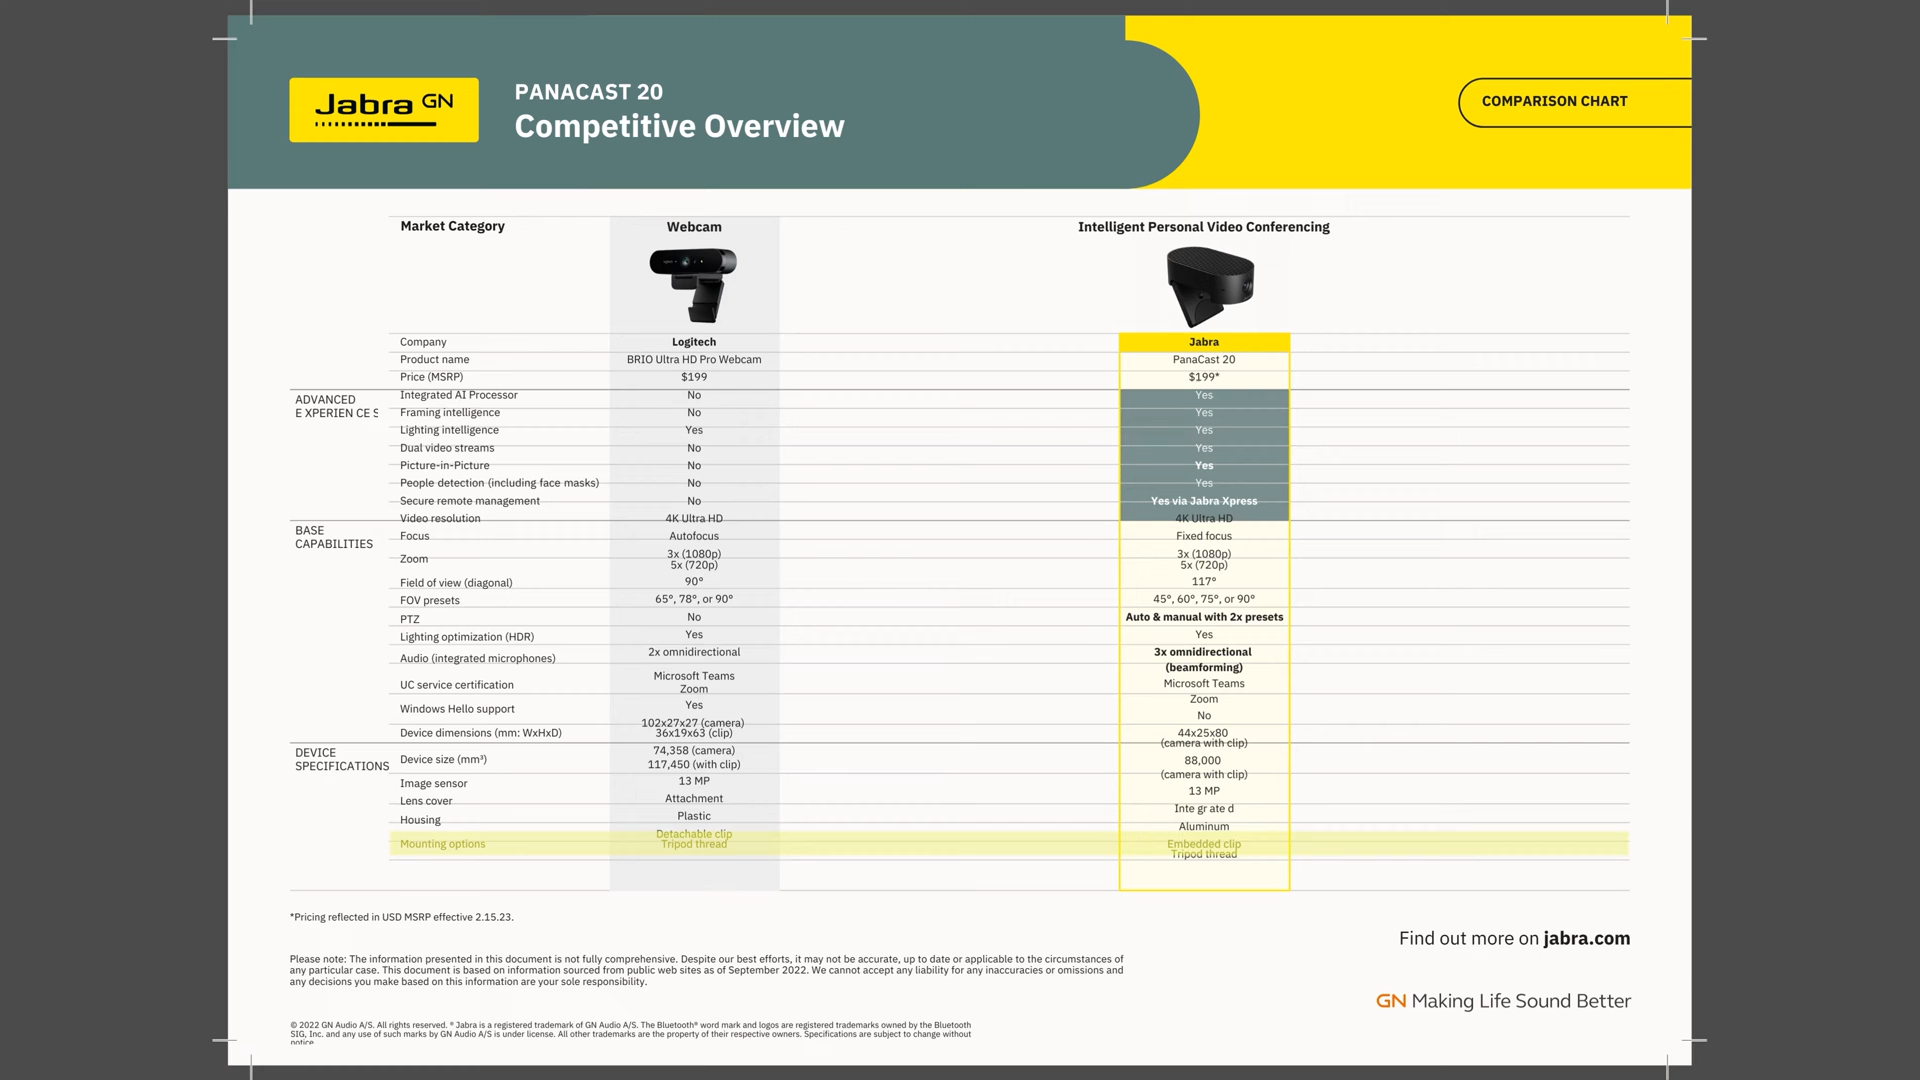 Jabra GN
PANACAST 20
Competitive Overview
COMPARISON CHART
Market Category Webcam Intelligent Personal Video Conferencing
Company Logitech Jabra
Product name BRIO Ultra HD Pro Webcam PanaCast 20
Price (MSRP) $199 $199*
ADVANCED
E XPERIEN CE S
Integrated AI Processor No Yes
Framing intelligence No Yes
Lighting intelligence Yes Yes
Dual video streams No Yes
Picture-in-Picture No Yes
People detection (including face masks) No Yes
Secure remote management No Yes via Jabra Xpress
Video resolution 4K Ultra HD 4K Ultra HD
BASE
CAPABILITIES
Focus Autofocus Fixed focus
Zoom 3x (1080p) 3x (1080p)
5x (720p) 5x (720p)
Field of view (diagonal) 90° 117°
FOV presets 65°, 78°, or 90° 45°, 60°, 75°, or 90°
PTZ No Auto & manual with 2x presets
Lighting optimization (HDR) Yes Yes
Audio (integrated microphones) 2x omnidirectional 3x omnidirectional
(beamforming)
UC service certification Microsoft Teams Microsoft Teams
Zoom Zoom
Windows Hello support Yes No
Device dimensions (mm: WxHxD) 102x27x27 (camera) 44x25x80
36x19x63 (clip) (camera with clip)
DEVICE
SPECIFICATIONS
Device size (mm³) 74,358 (camera) 88,000
117,450 (with clip) (camera with clip)
Image sensor 13 MP 13 MP
Lens cover Attachment Inte gr ate d
Housing Plastic Aluminum
Mounting options Detachable clip Embedded clip
Tripod thread Tripod thread
*Pricing reflected in USD MSRP effective 2.15.23.
Find out more on jabra.com
Please note: The information presented in this document is not fully comprehensive. Despite our best efforts, it may not be accurate, up to date or applicable to the circumstances of
any particular case. This document is based on information sourced from public web sites as of September 2022. We cannot accept any liability for any inaccuracies or omissions and
any decisions you make based on this information are your sole responsibility.
GN Making Life Sound Better
© 2022 GN Audio A/S. All rights reserved. ® Jabra is a registered trademark of GN Audio A/S. The Bluetooth® word mark and logos are registered trademarks owned by the Bluetooth
SIG, Inc. and any use of such marks by GN Audio A/S is under license. All other trademarks are the property of their respective owners. Specifications are subject to change without
notice